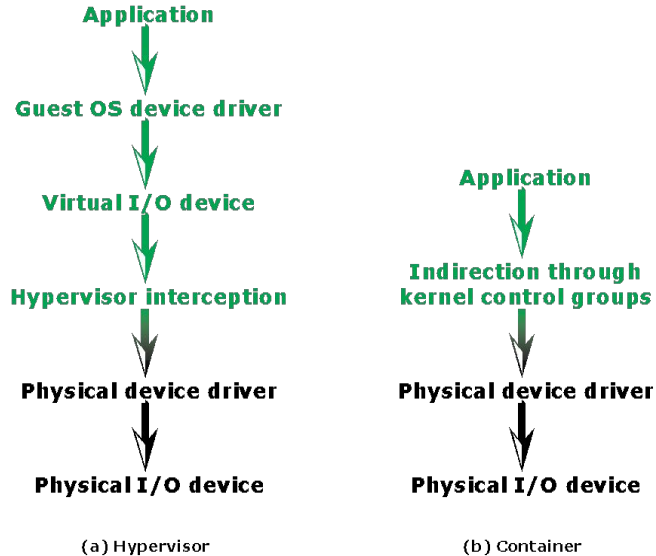 Application
Guest OS device driver
Virtual I/O device
Hypervisor interception
Physical device driver
Physical I/O device
(a) Hypervisor
Application
Indirection through
kernel control groups
Physical device driver
Physical I/O device
(b) Container